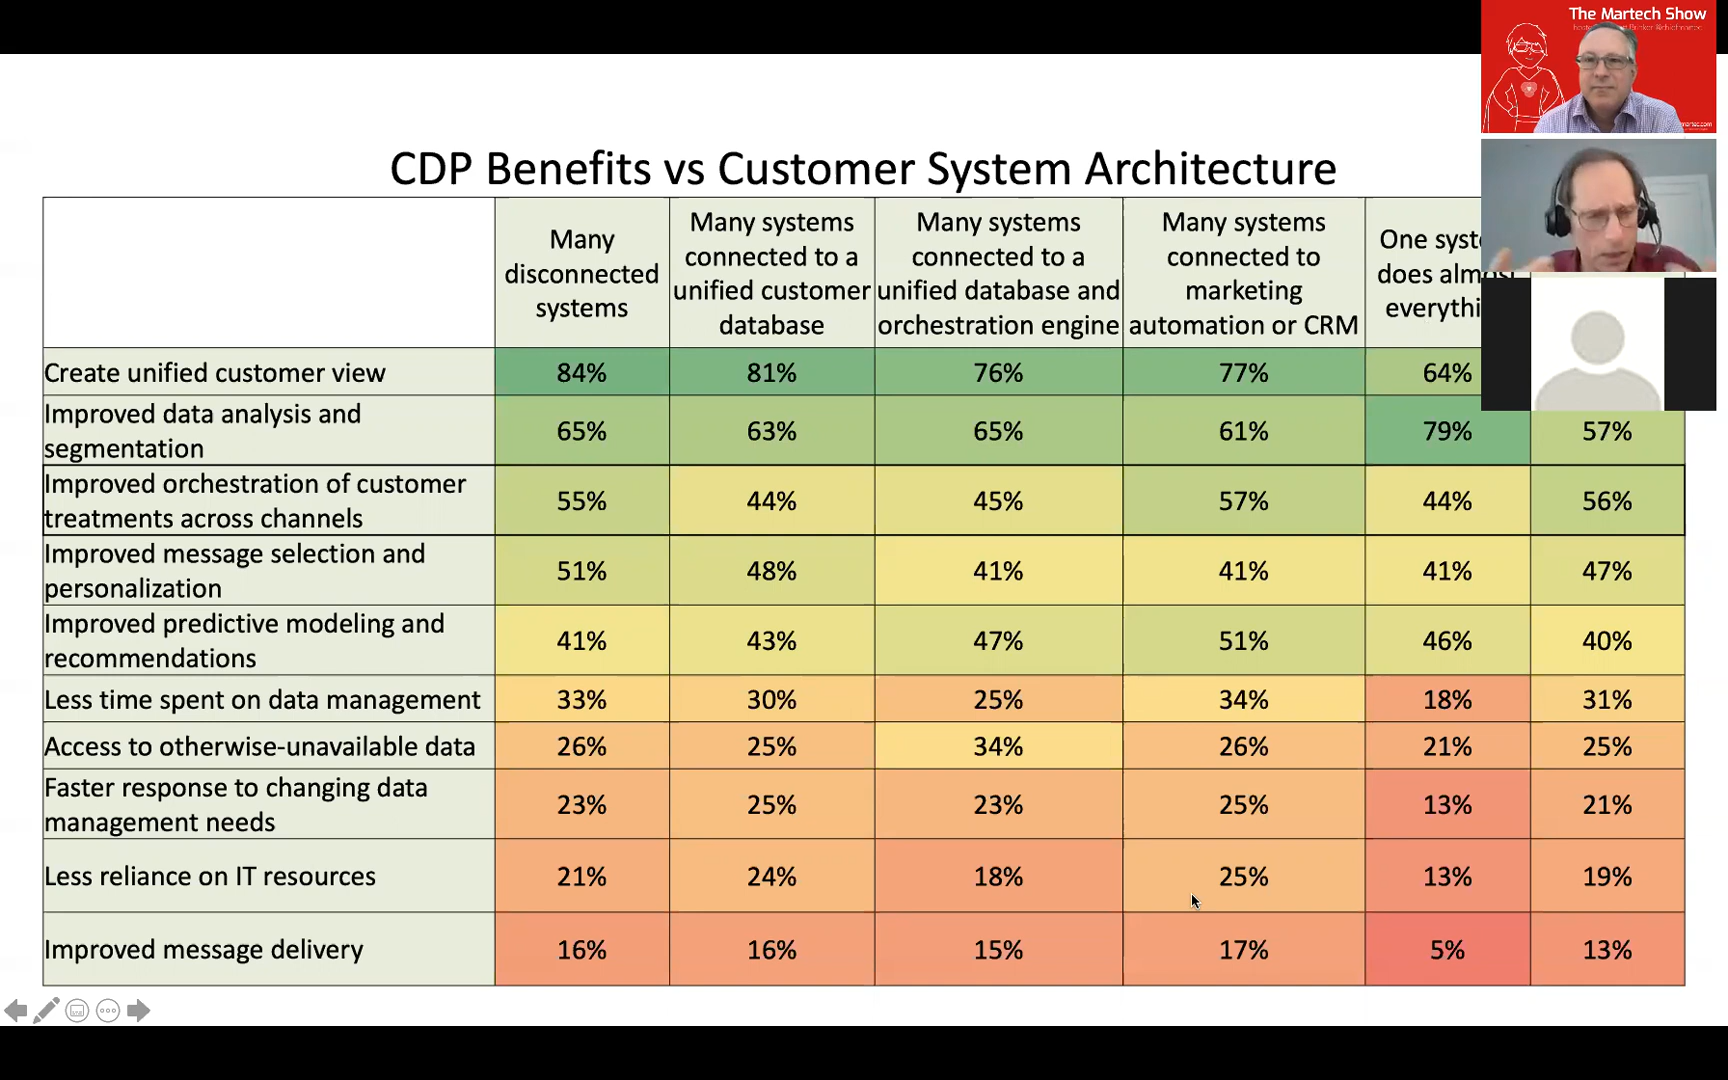 The Martech Show
CDP Benefits vs Customer System Architecture
Many
disconnected
systems
Many systems
connected to a
unified customer
database
Many systems
connected to a
unified database and
orchestration engine
Many systems
connected to
marketing
automation or CRM
One
does
Create unified customer view 84% 81% 76% 77% 64%
Improved data analysis and
segmentation 65% 63% 65% 61% 79% 57%
Improved orchestration of customer
treatments across channels 55% 44% 45% 57% 44% 56%
Improved message selection and
personalization 51% 48% 41% 41% 41% 47%
Improved predictive modeling and
recommendations 41% 43% 47% 51% 46% 40%
Less time spent on data management 33% 30% 25% 34% 18% 31%
Access to otherwise-unavailable data 26% 25% 34% 26% 21% 25%
Faster response to changing data
management needs 23% 25% 23% 25% 13% 21%
Less reliance on IT resources 21% 24% 18% 25% 13% 19%
Improved message delivery 16% 16% 15% 17% 5% 13%